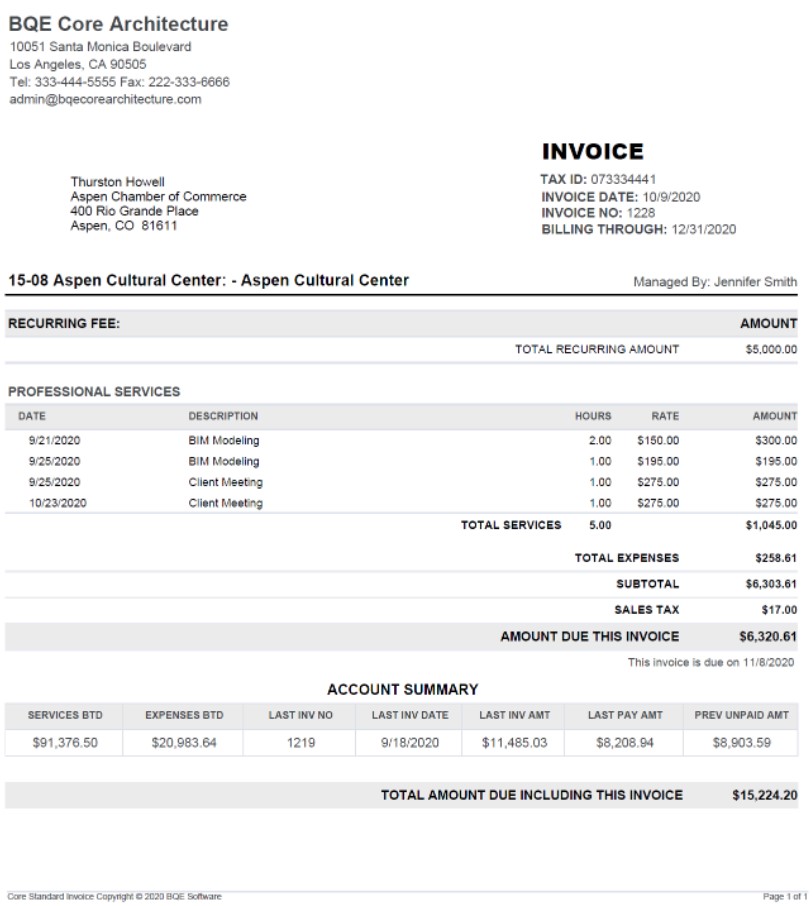 BQE Core Architecture
10051 Santa Monica Boulevard
Los Angeles, CA 90505
Tel: 333-444-5555 Fax: 222-333-6666
admin@bqecorearchitecture.com
INVOICE
TAX ID: 073334441
INVOICE DATE: 10/9/2020
INVOICE NO: 1228
BILLING THROUGH: 12/31/2020
Thurston Howell
Aspen Chamber of Commerce
400 Rio Grande Place
Aspen, CO 81611
15-08 Aspen Cultural Center: - Aspen Cultural Center Managed By: Jennifer Smith
RECURRING FEE: AMOUNT
TOTAL RECURRING AMOUNT $5,000.00
PROFESSIONAL SERVICES
DATE DESCRIPTION HOURS RATE AMOUNT
9/21/2020 BIM Modeling 2.00 $150.00 $300.00
9/25/2020 BIM Modeling 1.00 $195.00 $195.00
9/25/2020 Client Meeting 1.00 $275.00 $275.00
10/23/2020 Client Meeting 1.00 $275.00 $275.00
TOTAL SERVICES 5.00 $1,045.00
TOTAL EXPENSES $258.61
SUBTOTAL $6,303.61
SALES TAX $17.00
AMOUNT DUE THIS INVOICE $6,320.61
This invoice is due on 11/8/2020
ACCOUNT SUMMARY
SERVICES BTD EXPENSES BTD LAST INV NO LAST INV DATE LAST INV AMT LAST PAY AMT PREV UNPAID AMT
$91,376.50 $20,983.64 1219 9/18/2020 $11,485.03 $8,208.94 $8,903.59
TOTAL AMOUNT DUE INCLUDING THIS INVOICE $15,224.20
Core Standard Invoice Copyright © 2020 BQE Software Page 1 of 1